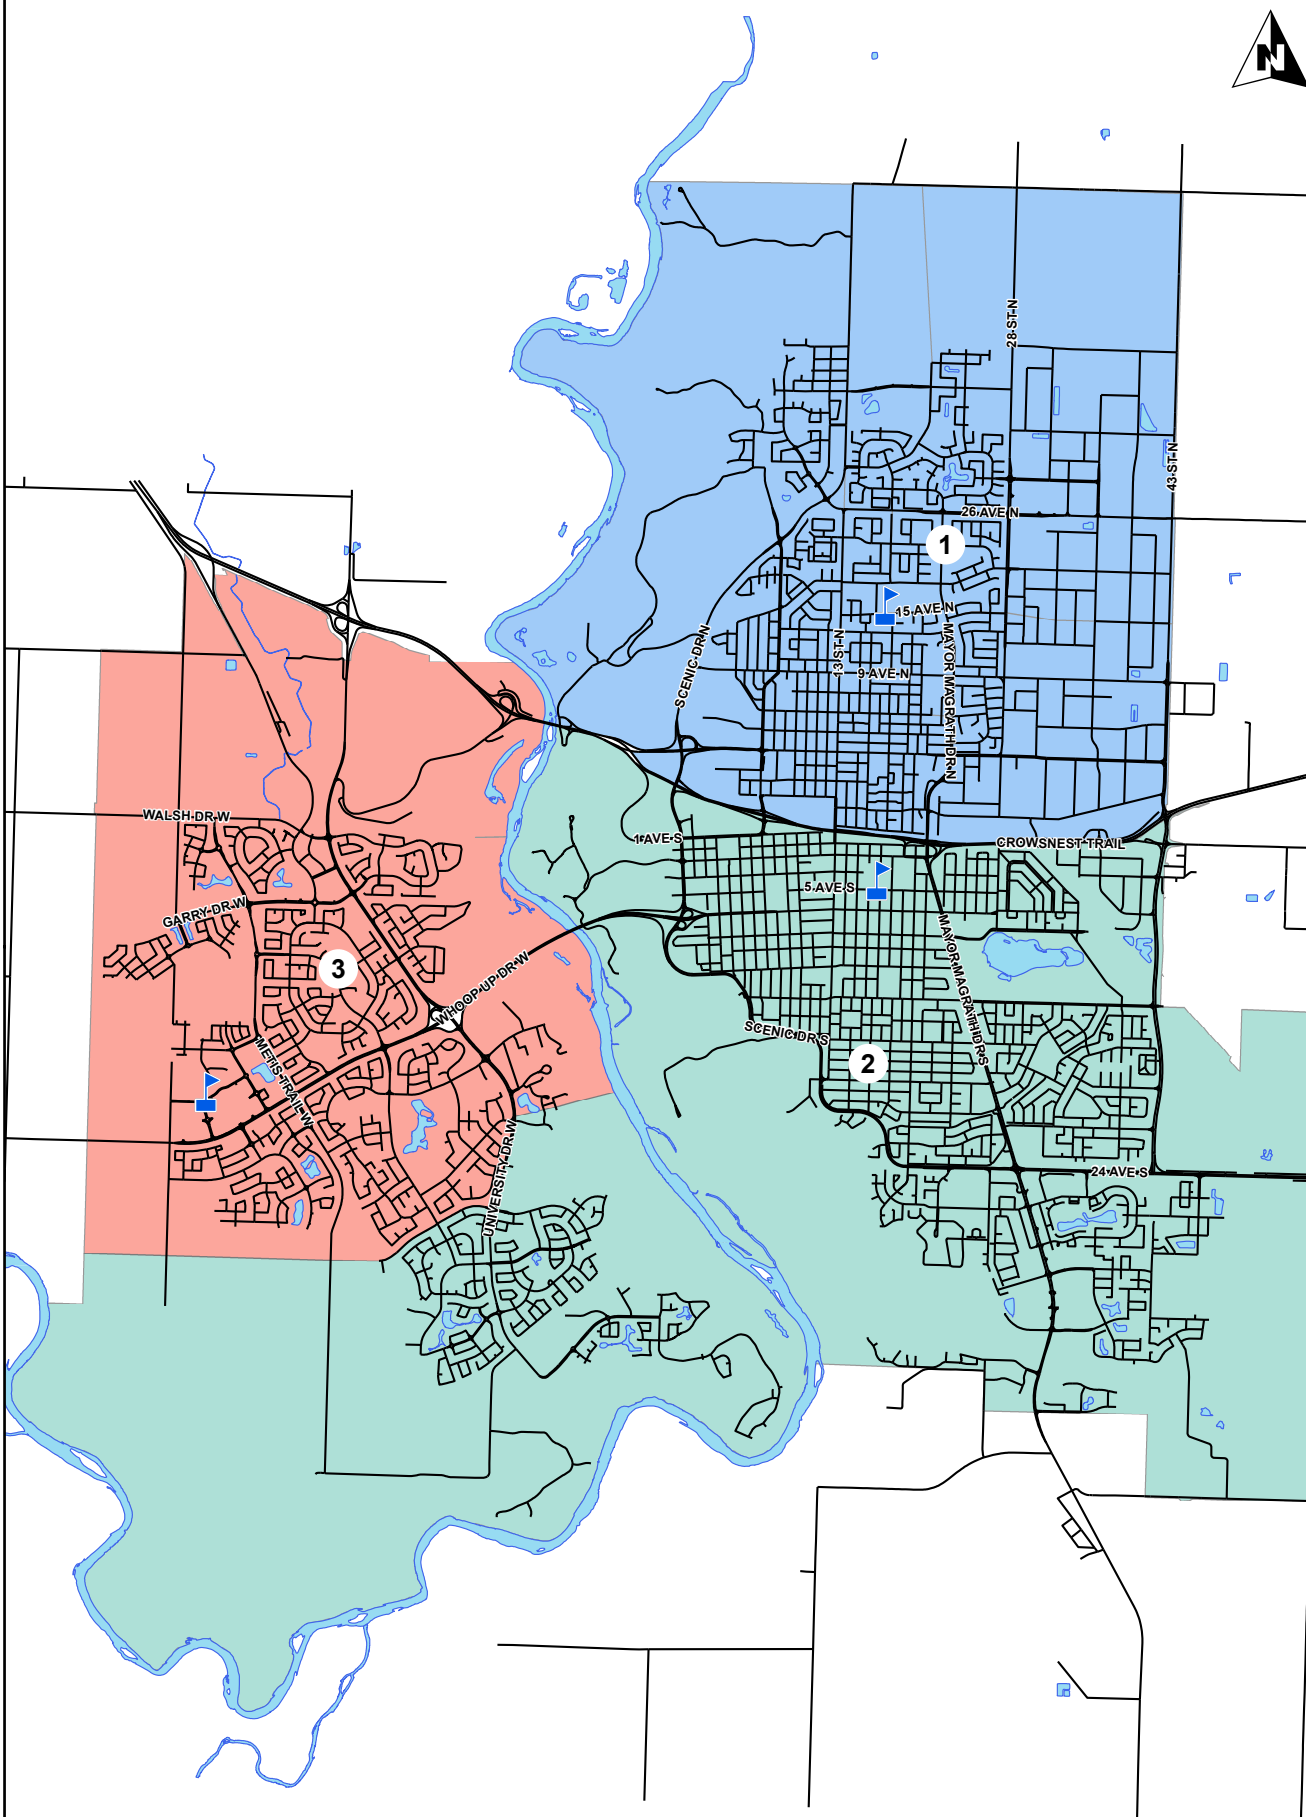 N
28 ST N
43 ST N
26 AVE N
1
15 AVE N
SCENIC DR N
13 ST N
MAYOR MAGRATH DR N
9 AVE N
WALSH DR W
1 AVE S
CROWSNEST TRAIL
5 AVE S
GARRY DR W
MAYOR MAGRATH DR S
3
WHOOP UP DR W
SCENIC DR S
2
METIS TRAIL W
UNIVERSITY DR W
24 AVE S